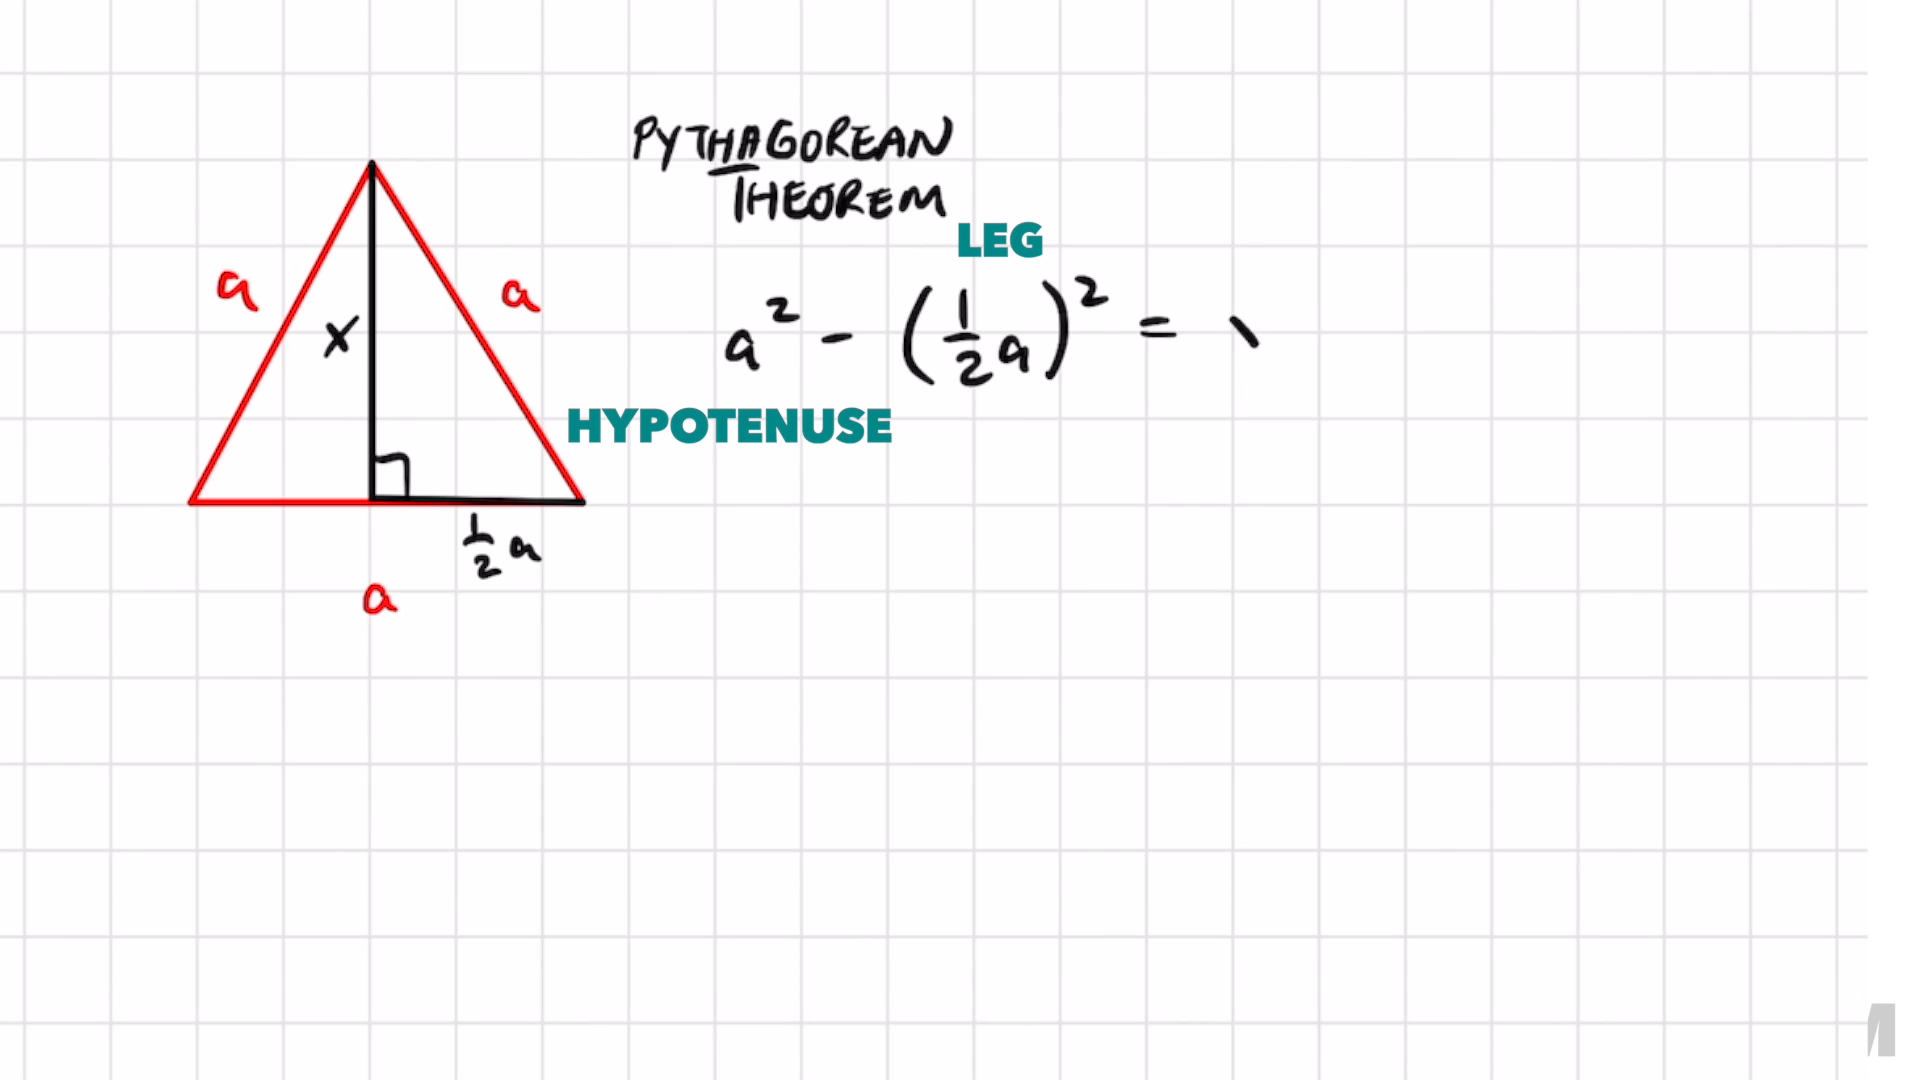 PYTHAGOREAN
THEOREM
LEG
a² - (½a)² =
HYPOTENUSE
a
a
x
½a
a